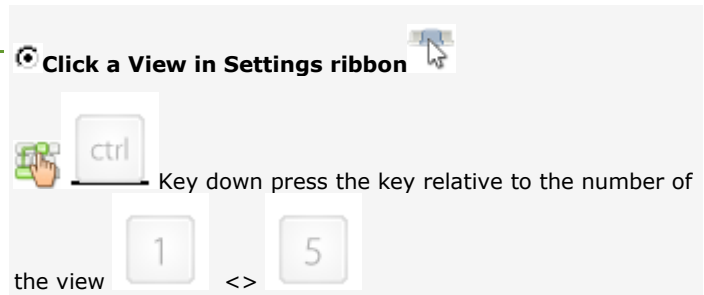 Click a View in Settings ribbon
ctrl Key down press the key relative to the number of
the view 1 <> 5